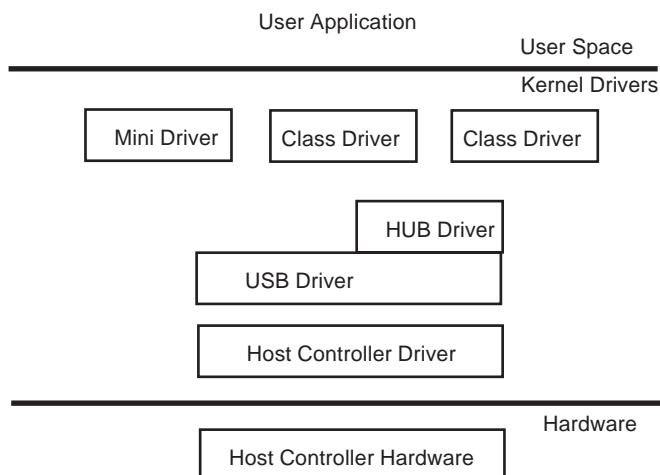 User Application
User Space
Kernel Drivers
Mini Driver
Class Driver
Class Driver
HUB Driver
USB Driver
Host Controller Driver
Hardware
Host Controller Hardware